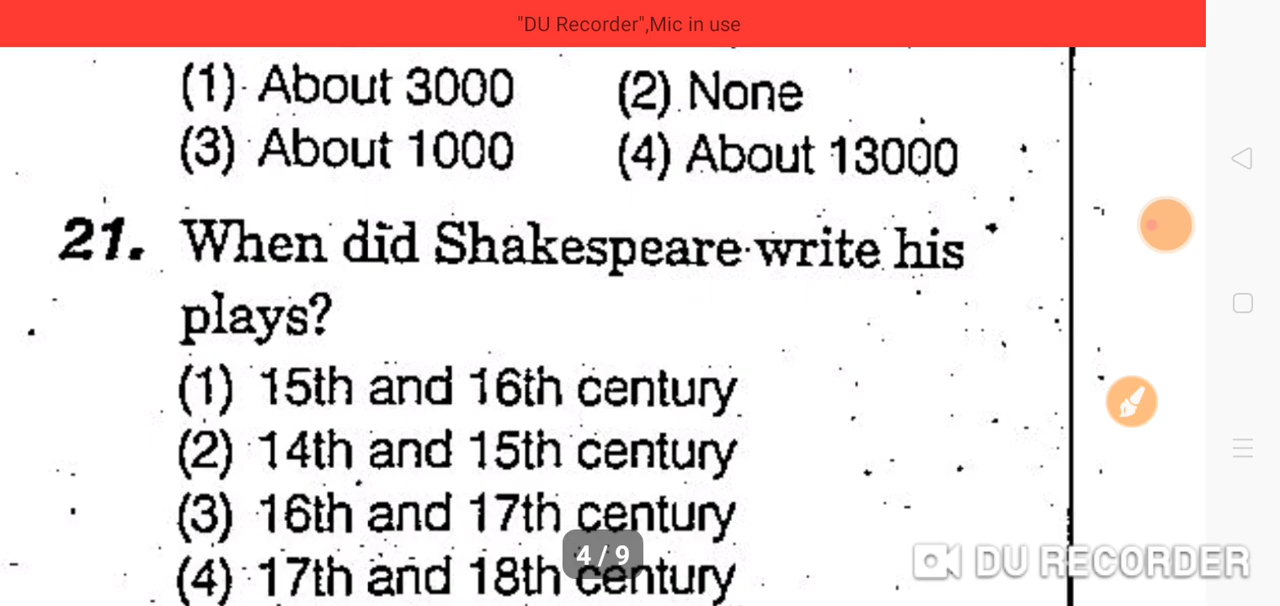 "DU Recorder",Mic in use
(1) About 3000 (2) None
(3) About 1000 (4) About 13000
21. When did Shakespeare write his
plays?
(1) 15th and 16th century
(2) 14th and 15th century
(3) 16th and 17th century
4 / 9
(4) 17th and 18th century
DU RECORDER